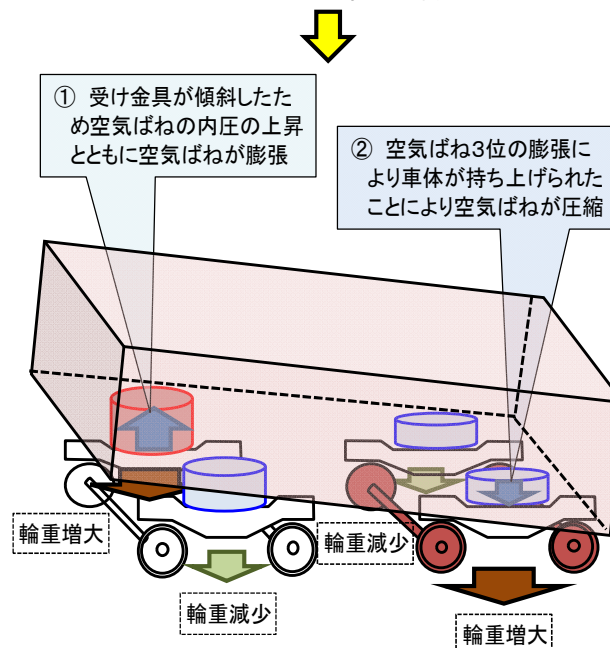 ① 受け金具が傾斜したた
め空気ばねの内圧の上昇
とともに空気ばねが膨張
② 空気ばね3位の膨張に
より車体が持ち上げられた
ことにより空気ばねが圧縮
輪重増大
輪重減少
輪重減少
輪重増大